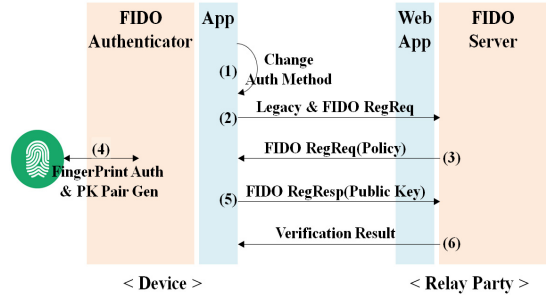 FIDO
Authenticator
App
Web
App
FIDO
Server
(1)
Change
Auth Method
(2)
Legacy & FIDO RegReq
(4)
FingerPrint Auth
& PK Pair Gen
FIDO RegReq(Policy)
(3)
(5)
FIDO RegResp(Public Key)
Verification Result
(6)
< Device >
< Relay Party >